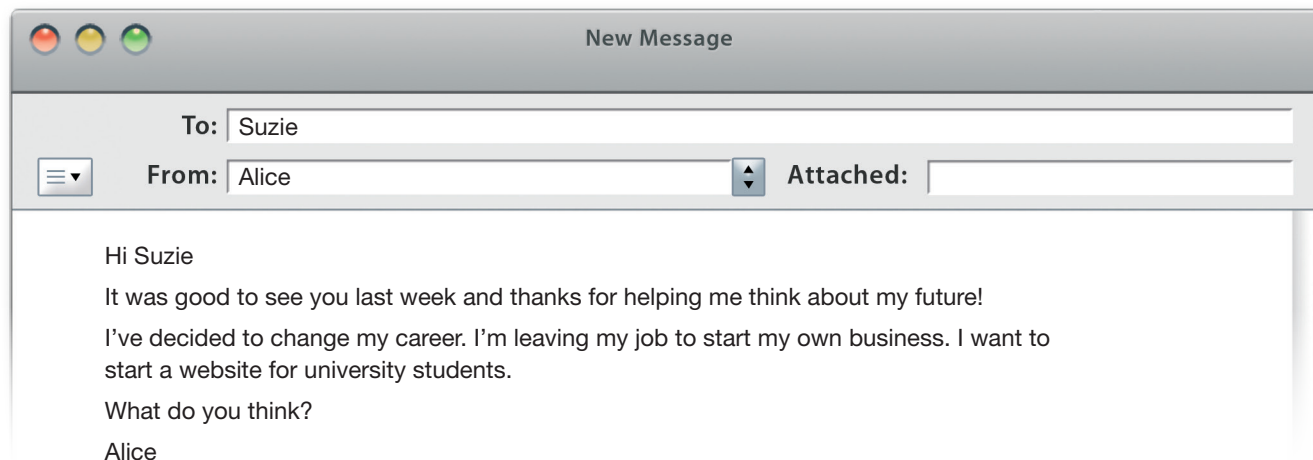 New Message
To: Suzie
From: Alice Attached:
Hi Suzie
It was good to see you last week and thanks for helping me think about my future!
I've decided to change my career. I'm leaving my job to start my own business. I want to
start a website for university students.
What do you think?
Alice